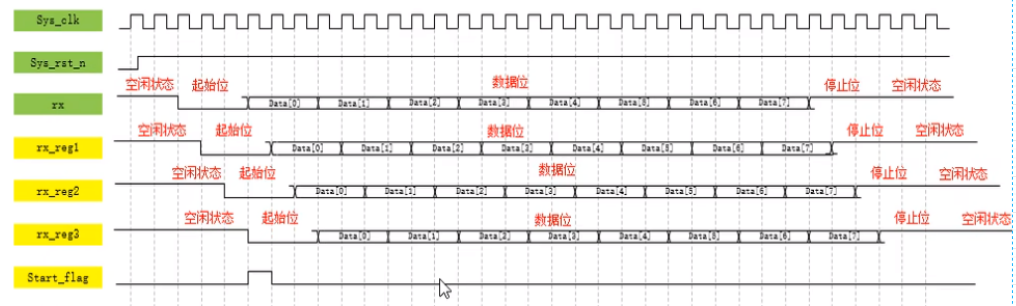 Sys_clk
Sys_rst_n
空闲状态 起始位 数据位 停止位 空闲状态
rx Data[0] Data[1] Data[2] Data[3] Data[4] Data[5] Data[6] Data[7]
空闲状态 起始位 数据位 停止位 空闲状态
rx_reg1 Data[0] Data[1] Data[2] Data[3] Data[4] Data[5] Data[6] Data[7]
空闲状态 起始位 数据位 停止位 空闲状态
rx_reg2 Data[0] Data[1] Data[2] Data[3] Data[4] Data[5] Data[6] Data[7]
空闲状态 起始位 数据位 停止位 空闲状态
rx_reg3 Data[0] Data[1] Data[2] Data[3] Data[4] Data[5] Data[6] Data[7]
Start_flag